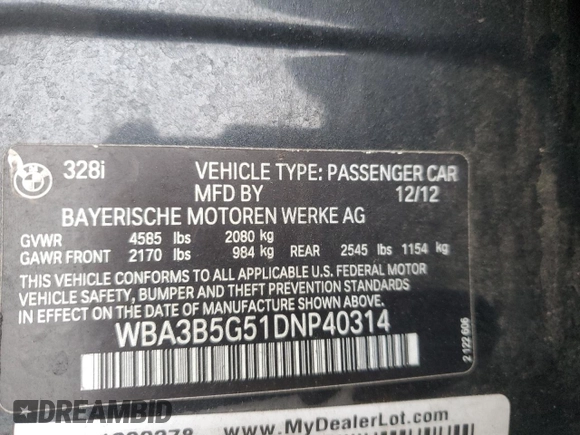 328i VEHICLE TYPE: PASSENGER CAR
MFD BY 12/12
BAYERISCHE MOTOREN WERKE AG
GVWR 4585 lbs 2080 kg
GAWR FRONT 2170 lbs 984 kg REAR 2545 lbs 1154 kg
THIS VEHICLE CONFORMS TO ALL APPLICABLE U.S. FEDERAL MOTOR
VEHICLE SAFETY, BUMPER AND THEFT PREVENTION STANDARDS
IN EFFECT ON THE DATE OF MANUFACTURE SHOWN ABOVE
WBA3B5G51DNP40314
2 122 606
www.MyDealerLot.com
DREAMBID